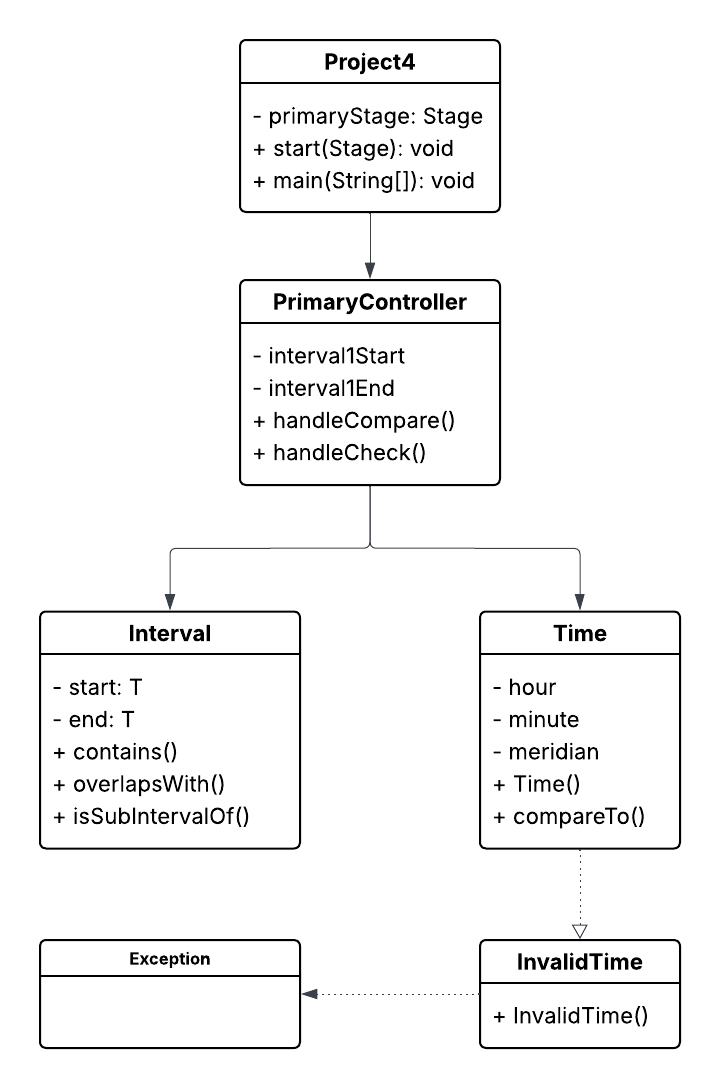 Project4
- primaryStage: Stage
+ start(Stage): void
+ main(String[]): void
PrimaryController
- interval1Start
- interval1End
+ handleCompare()
+ handleCheck()
Interval
- start: T
- end: T
+ contains()
+ overlapsWith()
+ isSubIntervalOf()
Time
- hour
- minute
- meridian
+ Time()
+ compareTo()
Exception
InvalidTime
+ InvalidTime()